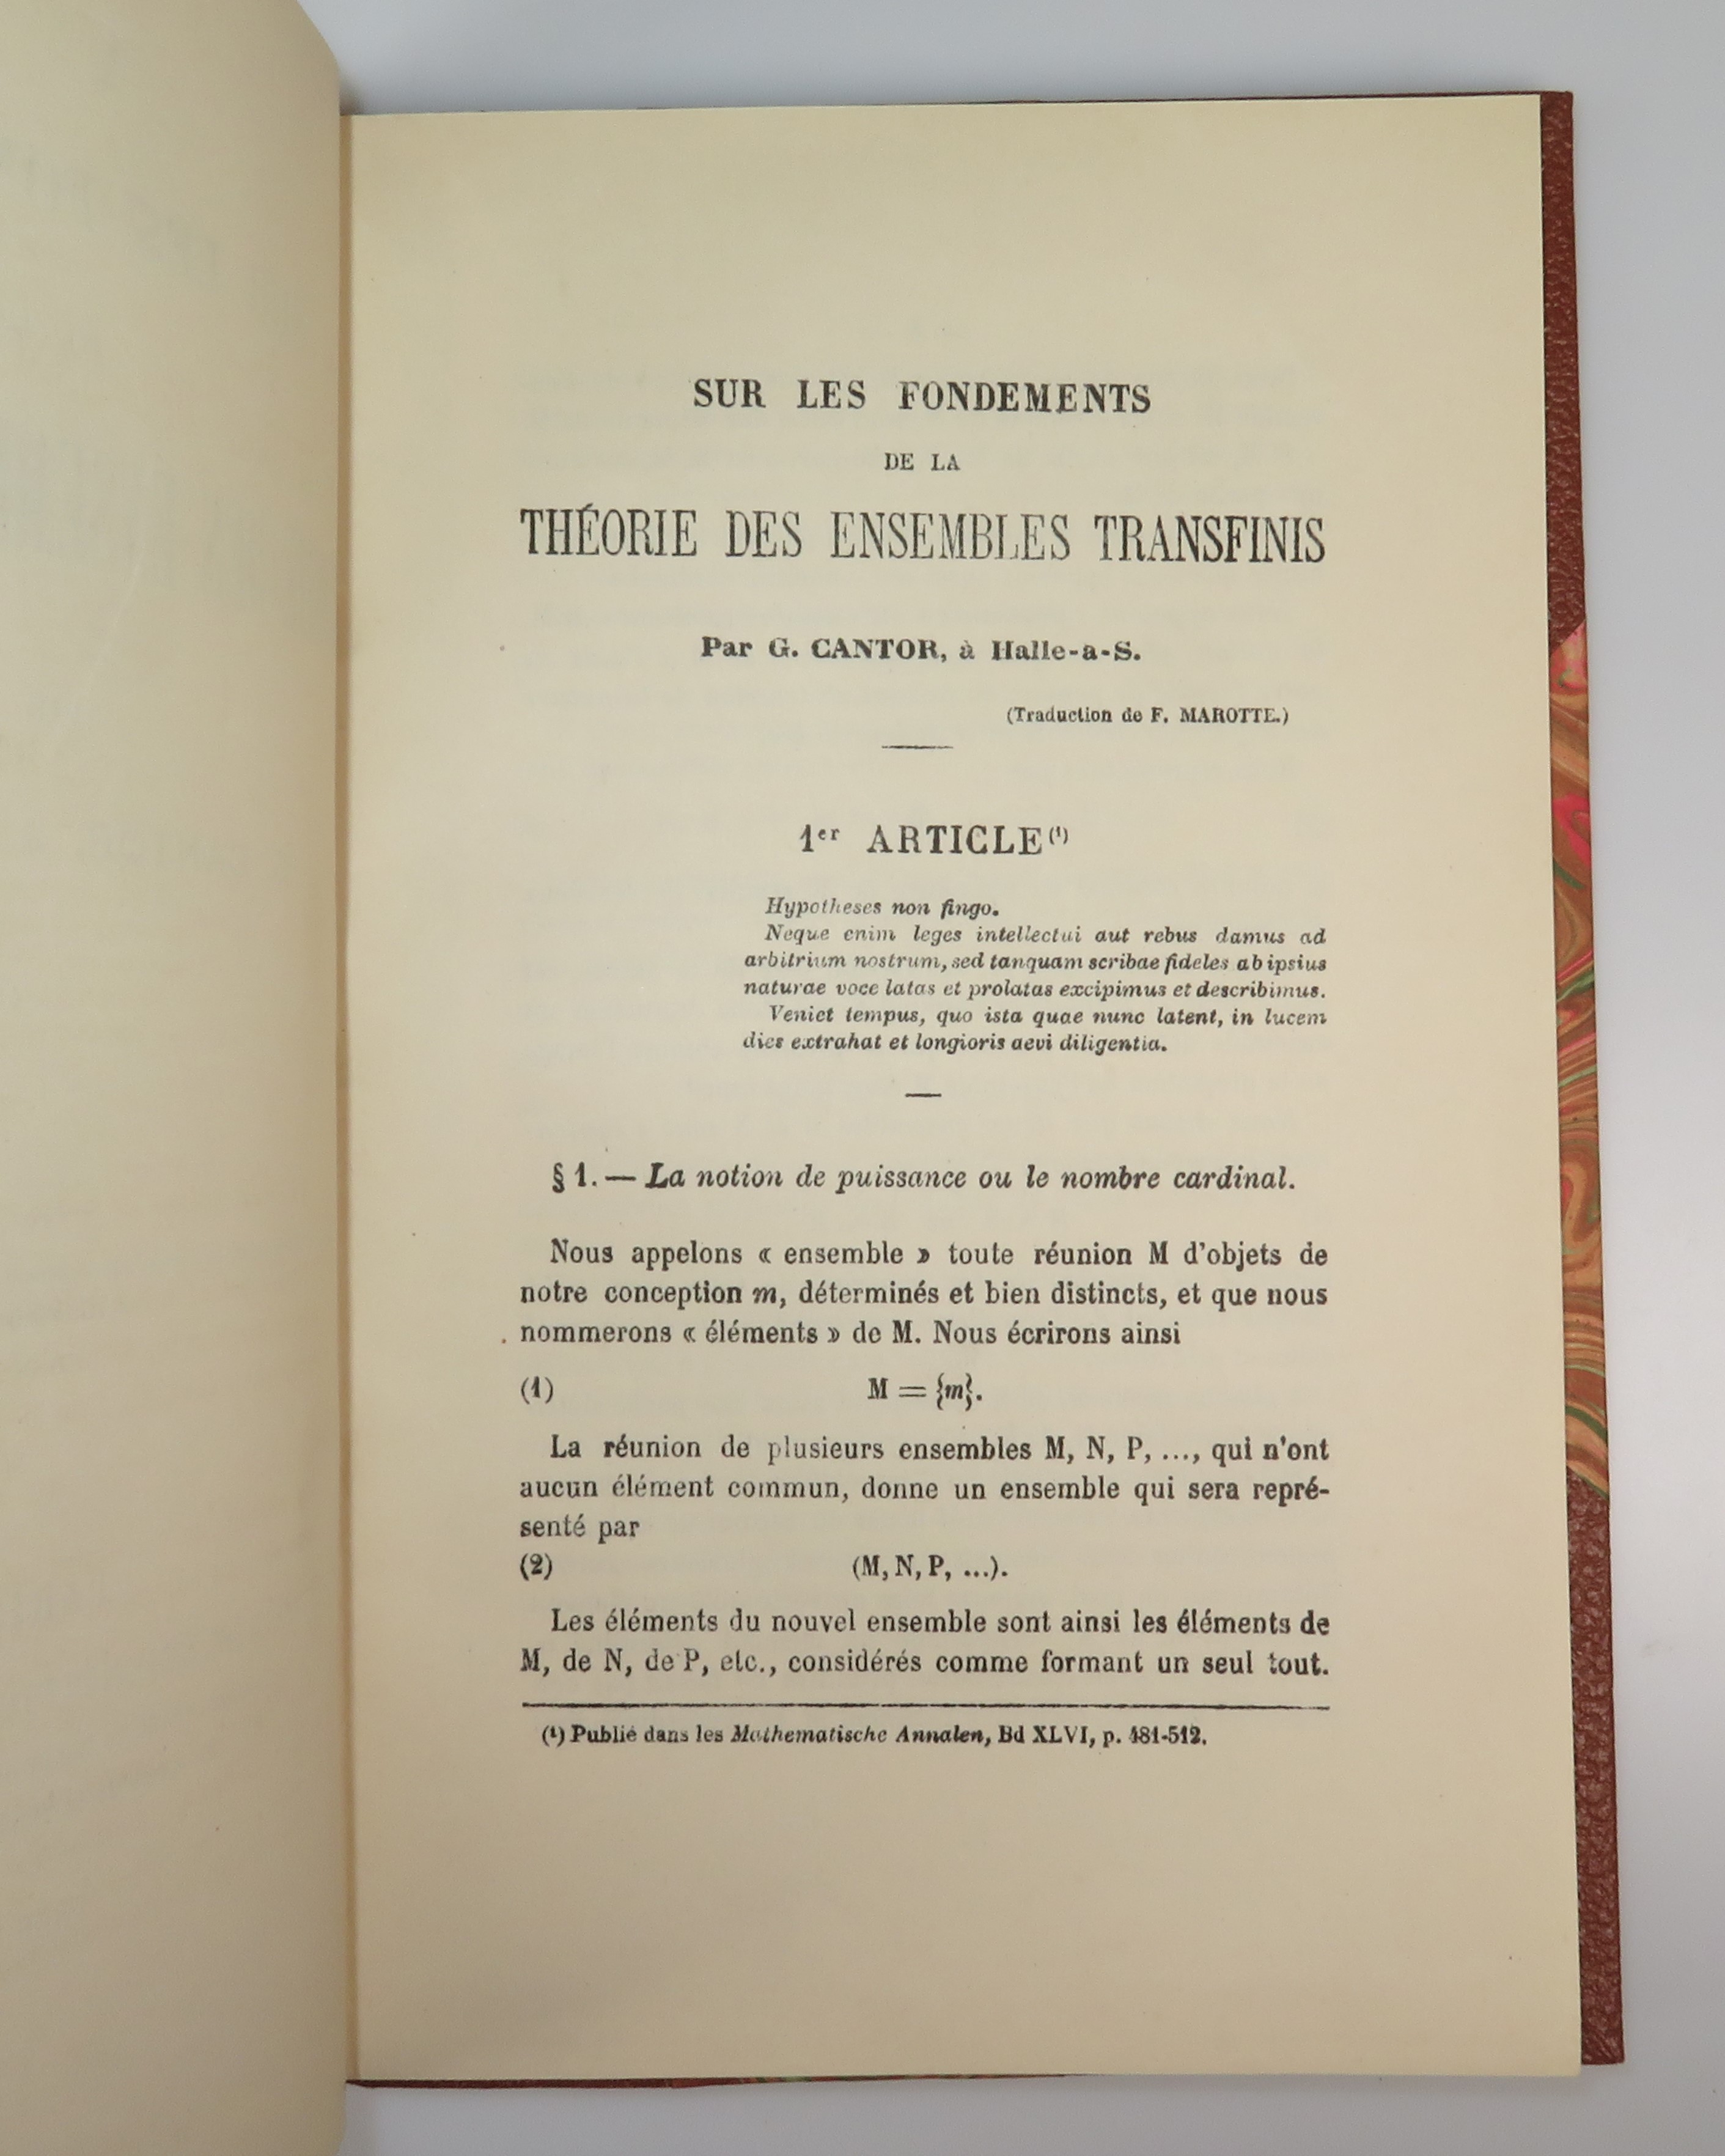 SUR LES FONDEMENTS
DE LA
THÉORIE DES ENSEMBLES TRANSFINIS
Par G. CANTOR, à Halle-a-S.
(Traduction de F. MAROTTE.)
1er ARTICLE (1)
Hypotheses non fingo.
Neque enim leges intellectui aut rebus damus ad
arbitrium nostrum, sed tanquam scribae fideles ab ipsius
naturae voce latas et prolatas excipimus et describimus.
Veniet tempus, quo ista quae nunc latent, in lucem
dies extrahat et longioris aevi diligentia.
§ 1. — La notion de puissance ou le nombre cardinal.
Nous appelons « ensemble » toute réunion M d'objets de
notre conception m, déterminés et bien distincts, et que nous
nommerons « éléments » de M. Nous écrirons ainsi
(1) M = {m}.
La réunion de plusieurs ensembles M, N, P, ..., qui n'ont
aucun élément commun, donne un ensemble qui sera repré-
senté par
(2) (M, N, P, ...).
Les éléments du nouvel ensemble sont ainsi les éléments de
M, de N, de P, etc., considérés comme formant un seul tout.
(1) Publié dans les Mathematische Annalen, Bd XLVI, p. 481-512.